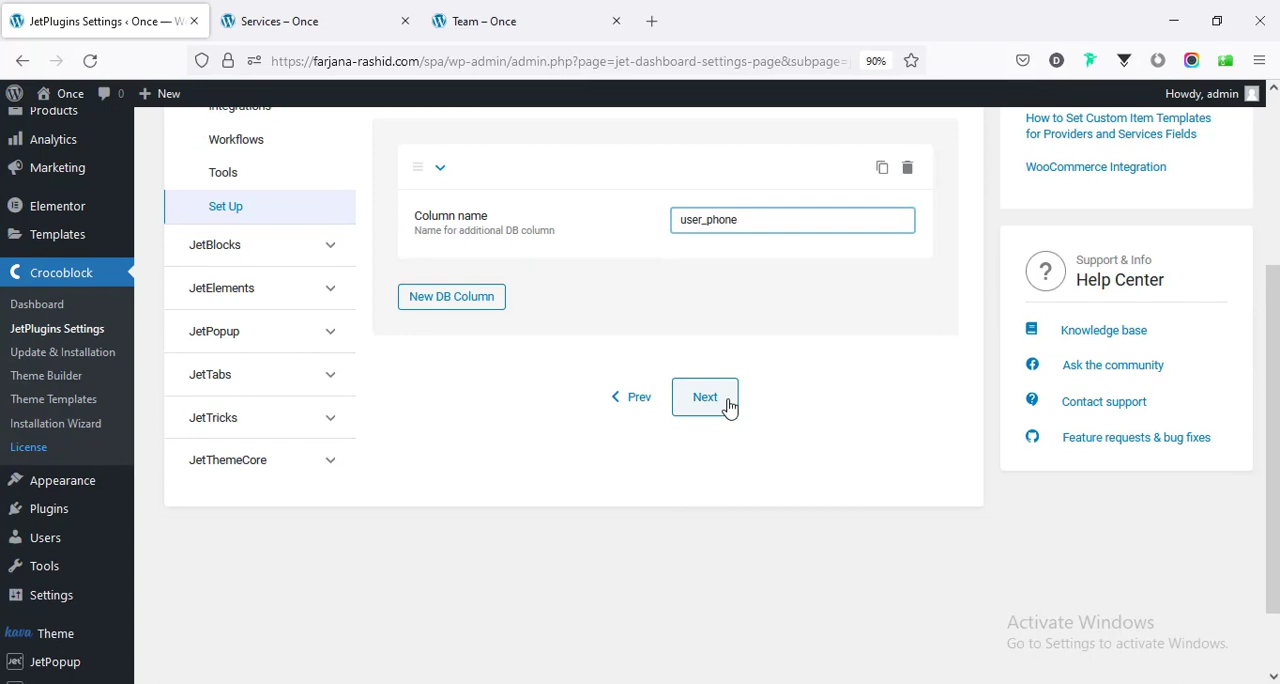 JetPlugins Settings ‹ Once — W
Services – Once
Team – Once
https://farjanarashid.com/spa/wp-admin/admin.php?page=jet-dashboard-settings-page&subpage=
90%
Once
0
New
Howdy, admin
Products
Analytics
Marketing
Elementor
Templates
Crocoblock
Dashboard
JetPlugins Settings
Update & Installation
Theme Builder
Theme Templates
Installation Wizard
License
Appearance
Plugins
Users
Tools
Settings
kava Theme
JetPopup
Integrations
Workflows
Tools
Set Up
JetBlocks
JetElements
JetPopup
JetTabs
JetTricks
JetThemeCore
Column name
Name for additional DB column
user_phone
New DB Column
Prev
Next
How to Set Custom Item Templates
for Providers and Services Fields
WooCommerce Integration
Support & Info
Help Center
Knowledge base
Ask the community
Contact support
Feature requests & bug fixes
Activate Windows
Go to Settings to activate Windows.